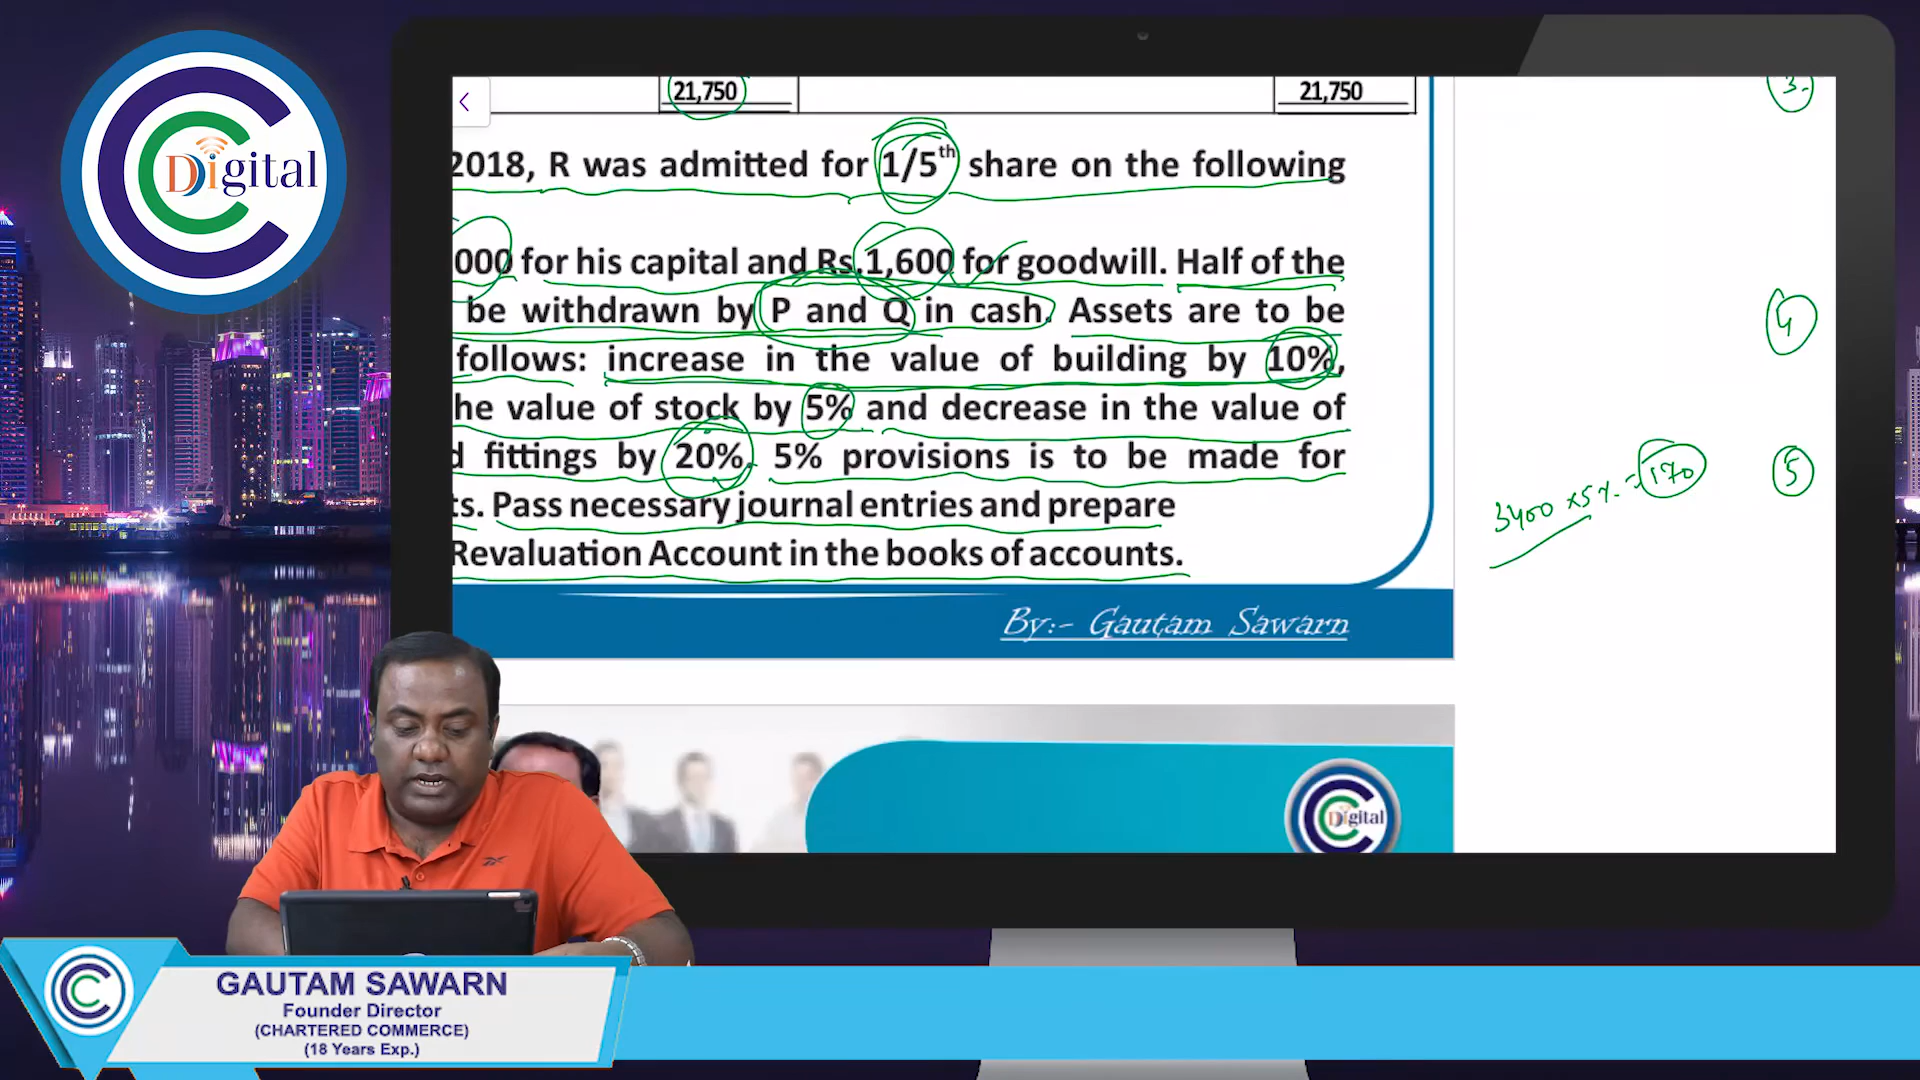 Digital
21,750
21,750
3.
2018, R was admitted for 1/5th share on the following
000 for his capital and Rs.1,600 for goodwill. Half of the
be withdrawn by P and Q in cash. Assets are to be
follows: increase in the value of building by 10%,
he value of stock by 5% and decrease in the value of
d fittings by 20%. 5% provisions is to be made for
ts. Pass necessary journal entries and prepare
Revaluation Account in the books of accounts.
4
3400 x 5% = 170
5
By:- Gautam Sawarn
Digital
GAUTAM SAWARN
Founder Director
(CHARTERED COMMERCE)
(18 Years Exp.)